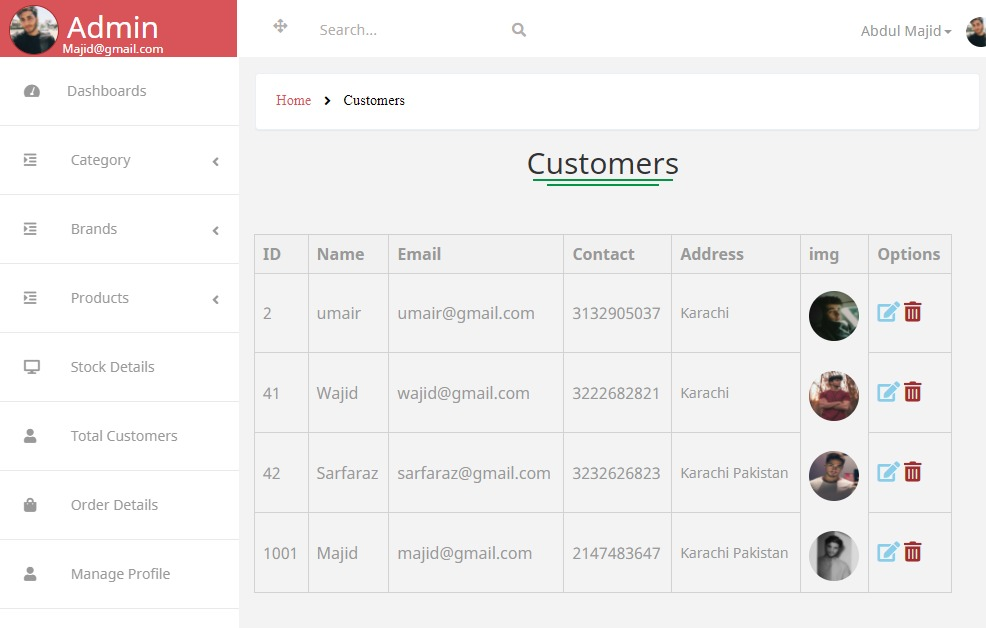 Admin
Majid@gmail.com
Search...
Abdul Majid
Dashboards
Category
Brands
Products
Stock Details
Total Customers
Order Details
Manage Profile
Home > Customers
Customers
ID Name Email Contact Address img Options
2 umair umair@gmail.com 3132905037 Karachi
41 Wajid wajid@gmail.com 3222682821 Karachi
42 Sarfaraz sarfaraz@gmail.com 3232626823 Karachi Pakistan
1001 Majid majid@gmail.com 2147483647 Karachi Pakistan